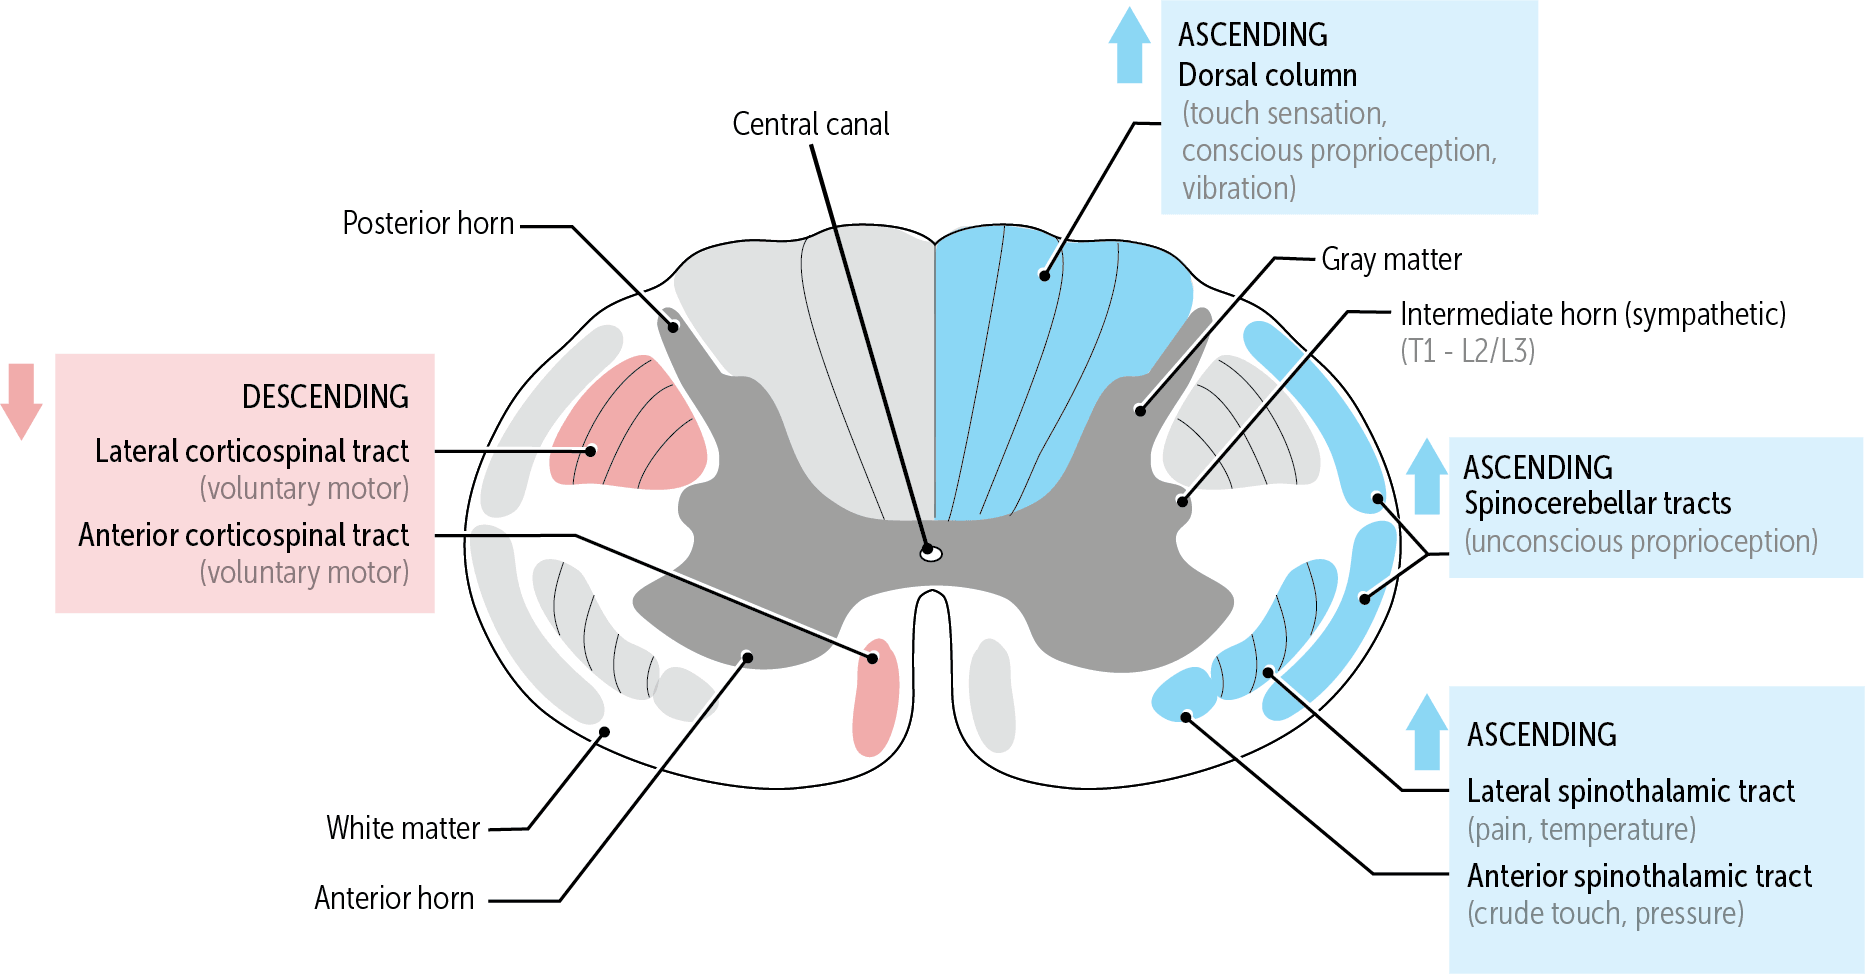 ASCENDING
Dorsal column
(touch sensation,
conscious proprioception,
vibration)
Central canal
Posterior horn
Gray matter
Intermediate horn (sympathetic)
(T1 - L2/L3)
DESCENDING
Lateral corticospinal tract
(voluntary motor)
Anterior corticospinal tract
(voluntary motor)
ASCENDING
Spinocerebellar tracts
(unconscious proprioception)
ASCENDING
Lateral spinothalamic tract
(pain, temperature)
Anterior spinothalamic tract
(crude touch, pressure)
White matter
Anterior horn